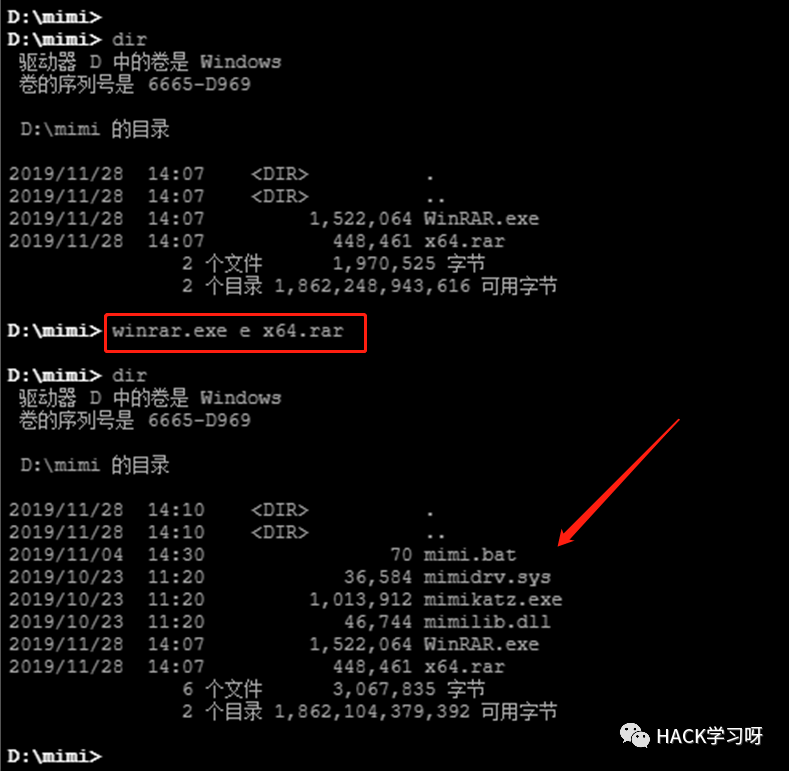 D:\mimi>
D:\mimi> dir
驱动器 D 中的卷是 Windows
卷的序列号是 6665-D969
D:\mimi 的目录
2019/11/28 14:07 <DIR> .
2019/11/28 14:07 <DIR> ..
2019/11/28 14:07 1,522,064 WinRAR.exe
2019/11/28 14:07 448,461 x64.rar
2 个文件 1,970,525 字节
2 个目录 1,862,248,943,616 可用字节
D:\mimi> winrar.exe e x64.rar
D:\mimi> dir
驱动器 D 中的卷是 Windows
卷的序列号是 6665-D969
D:\mimi 的目录
2019/11/28 14:10 <DIR> .
2019/11/28 14:10 <DIR> ..
2019/11/04 14:30 70 mimi.bat
2019/10/23 11:20 36,584 mimidrv.sys
2019/10/23 11:20 1,013,912 mimikatz.exe
2019/10/23 11:20 46,744 mimilib.dll
2019/11/28 14:07 1,522,064 WinRAR.exe
2019/11/28 14:07 448,461 x64.rar
6 个文件 3,067,835 字节
2 个目录 1,862,104,379,392 可用字节
HACK学习呀
D:\mimi>